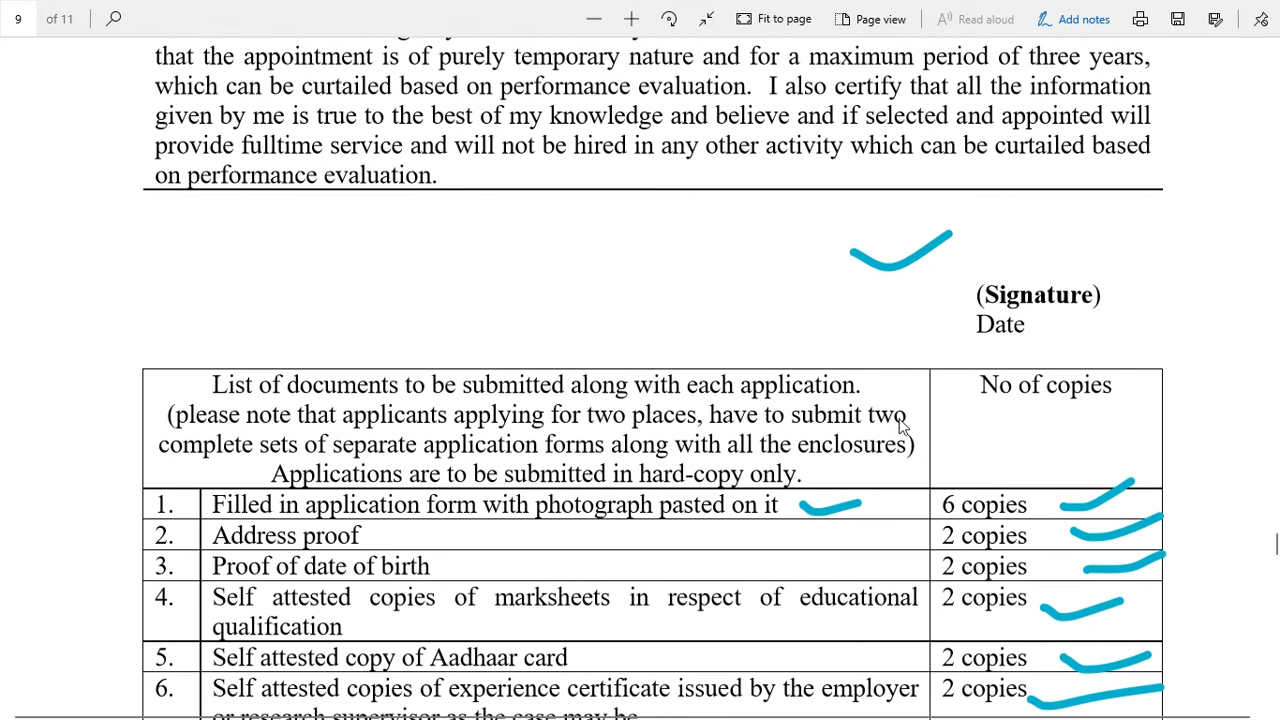 9 of 11 Fit to page Page view Read aloud Add notes
that the appointment is of purely temporary nature and for a maximum period of three years,
which can be curtailed based on performance evaluation. I also certify that all the information
given by me is true to the best of my knowledge and believe and if selected and appointed will
provide fulltime service and will not be hired in any other activity which can be curtailed based
on performance evaluation.
(Signature)
Date
List of documents to be submitted along with each application. No of copies
(please note that applicants applying for two places, have to submit two
complete sets of separate application forms along with all the enclosures)
Applications are to be submitted in hard-copy only.
1. Filled in application form with photograph pasted on it 6 copies
2. Address proof 2 copies
3. Proof of date of birth 2 copies
4. Self attested copies of marksheets in respect of educational 2 copies
qualification
5. Self attested copy of Aadhaar card 2 copies
6. Self attested copies of experience certificate issued by the employer 2 copies
or research supervisor as the case may be